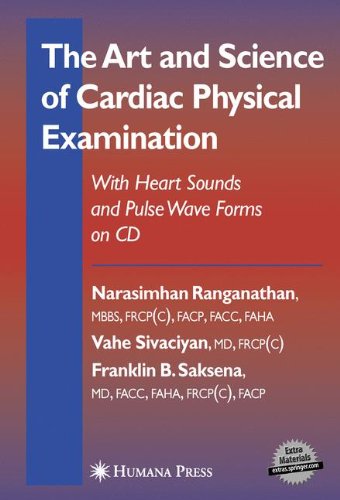 The Art and Science
of Cardiac Physical
Examination
With Heart Sounds
and Pulse Wave Forms
on CD
Narasimhan Ranganathan,
MBBS, FRCP(C), FACP, FACC, FAHA
Vahe Sivaciyan, MD, FRCP(C)
Franklin B. Saksena,
MD, FACC, FAHA, FRCP(C), FACP
Extra
Materials
extras.springer.com
HUMANA PRESS